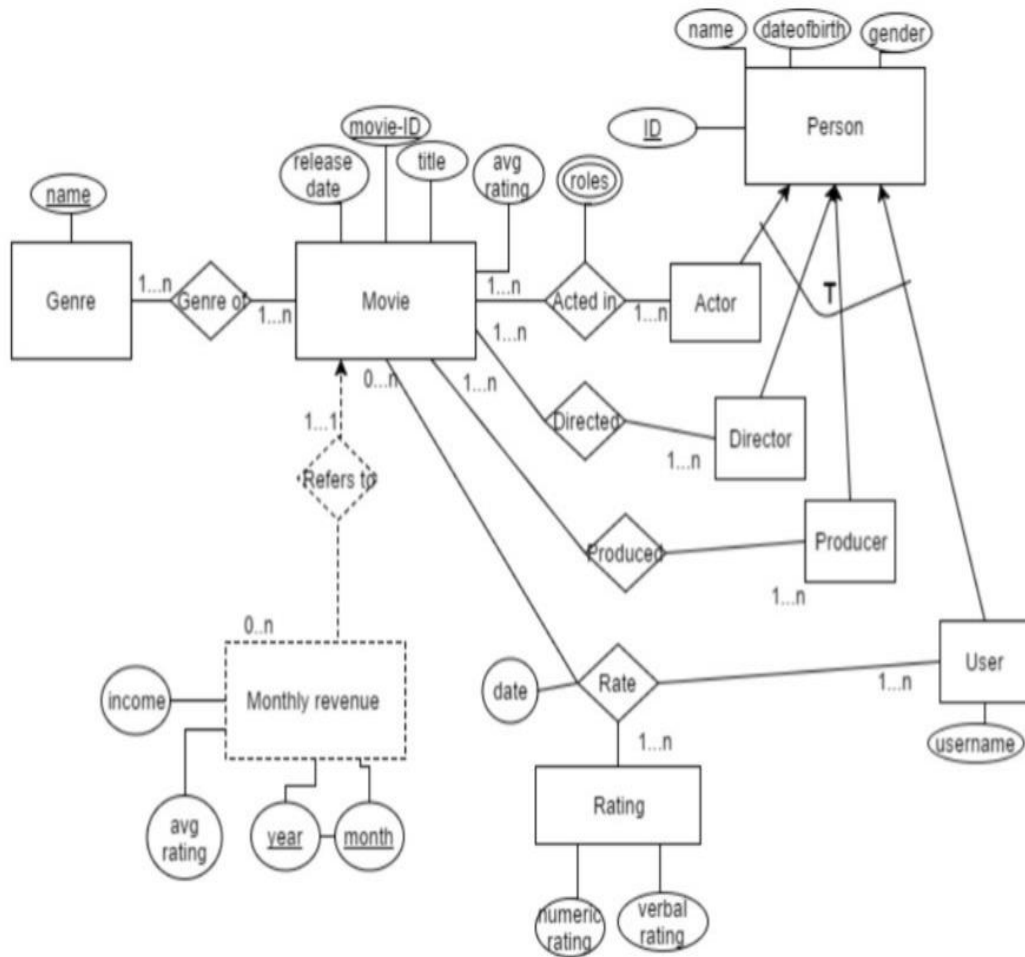 name
dateofbirth
gender
Person
ID
movie-ID
release
date
title
avg
rating
roles
name
Genre
1...n
Genre of
1...n
Movie
1...n
Acted in
1...n
Actor
T
1...n
Directed
1...n
Director
0...n
1...n
Produced
1...n
Producer
1...1
Refers to
0..n
Monthly revenue
income
avg
rating
year
month
date
Rate
1...n
User
username
1...n
Rating
numeric
rating
verbal
rating